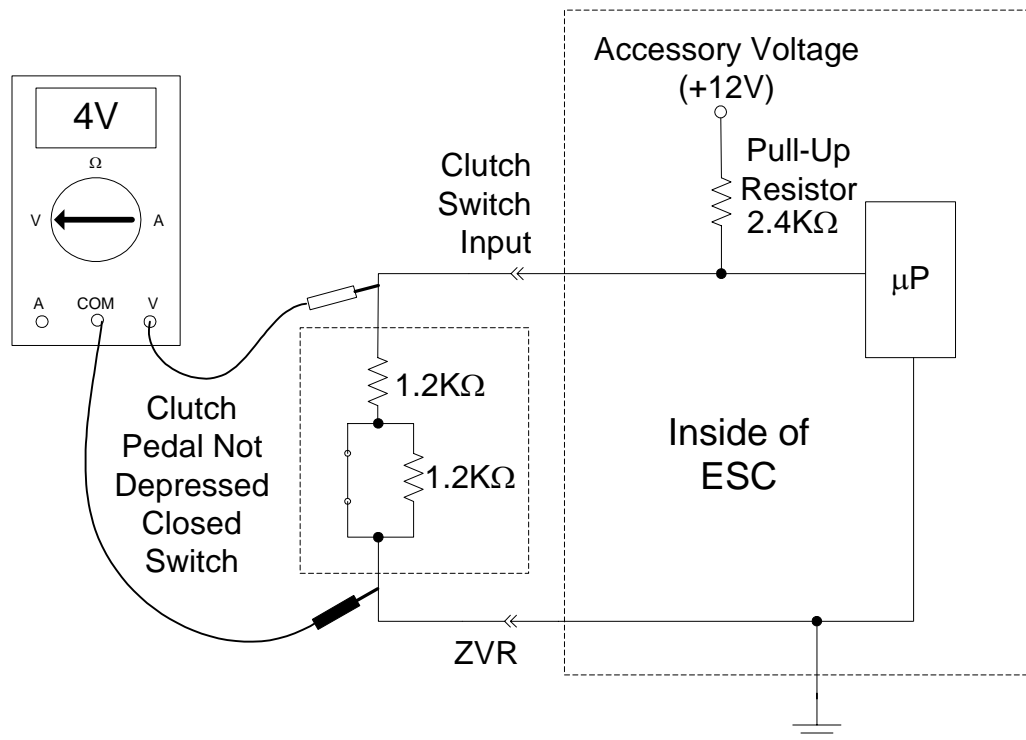 4V
Ω
V
A
A
COM
V
Clutch
Pedal Not
Depressed
Closed
Switch
Clutch
Switch
Input
1.2KΩ
1.2KΩ
ZVR
Accessory Voltage
(+12V)
Pull-Up
Resistor
2.4KΩ
μP
Inside of
ESC